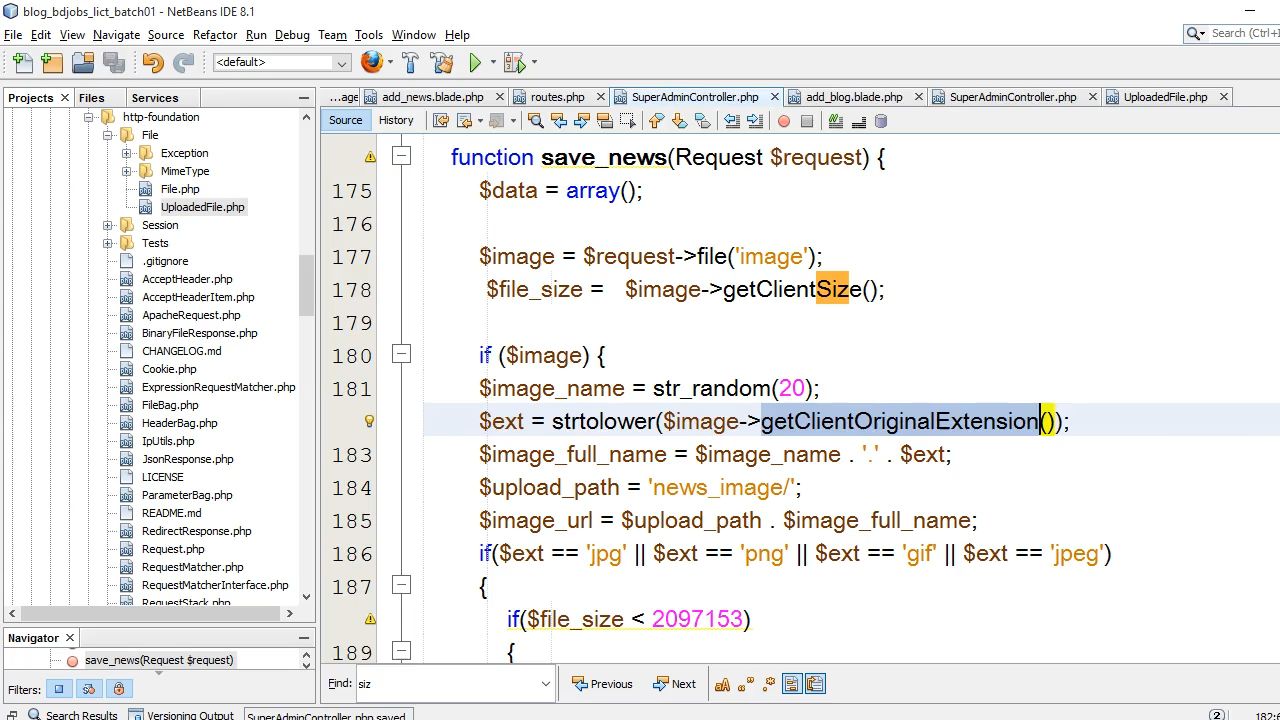 blog_bdjobs_lict_batch01 - NetBeans IDE 8.1
File Edit View Navigate Source Refactor Run Debug Team Tools Window Help
Search (Ctrl+I
<default>
Projects Files Services
...age add_news.blade.php routes.php SuperAdminController.php add_blog.blade.php SuperAdminController.php UploadedFile.php
Source History
http-foundation
File
Exception
MimeType
File.php
UploadedFile.php
Session
Tests
.gitignore
AcceptHeader.php
AcceptHeaderItem.php
ApacheRequest.php
BinaryFileResponse.php
CHANGELOG.md
Cookie.php
ExpressionRequestMatcher.php
FileBag.php
HeaderBag.php
IpUtils.php
JsonResponse.php
LICENSE
ParameterBag.php
README.md
RedirectResponse.php
Request.php
RequestMatcher.php
RequestMatcherInterface.php
RequestStack.php
function save_news(Request $request) {
175 $data = array();
176
177 $image = $request->file('image');
178 $file_size = $image->getClientSize();
179
180 if ($image) {
181 $image_name = str_random(20);
$ext = strtolower($image->getClientOriginalExtension());
183 $image_full_name = $image_name . '.' . $ext;
184 $upload_path = 'news_image/';
185 $image_url = $upload_path . $image_full_name;
186 if($ext == 'jpg' || $ext == 'png' || $ext == 'gif' || $ext == 'jpeg')
187 {
if($file_size < 2097153)
189 {
Navigator
save_news(Request $request)
Filters:
Find: siz Previous Next
Search Results Versioning Output SuperAdminController.php saved. 2 182:6